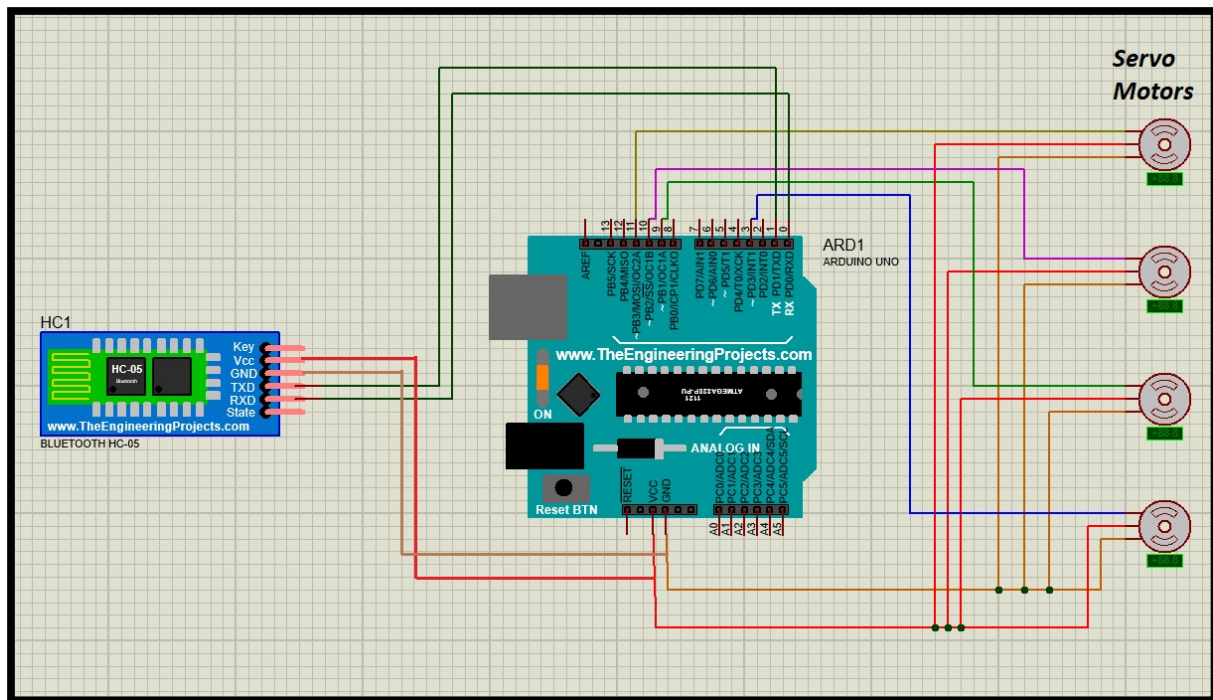 Servo
Motors
HC1
Key
Vcc
GND
TXD
RXD
State
HC-05
Bluetooth
www.TheEngineeringProjects.com
BLUETOOTH HC-05
ARD1
ARDUINO UNO
13
12
11
10
9
8
7
6
5
4
3
2
1
0
AREF
PB5/SCK
PB4/MISO
~PB3/MOSI/OC2A
~PB2/SS/OC1B
~PB1/OC1A
PB0/ICP1/CLKO
PD7/AIN1
~PD6/AIN0
~PD5/T1
PD4/T0/XCK
~PD3/INT1
PD2/INT0
PD1/TXD
PD0/RXD
TX
RX
www.TheEngineeringProjects.com
ON
1121
ATMEGA328P-PU
ANALOG IN
Reset BTN
RESET
VCC
GND
PC0/ADC0
PC1/ADC1
PC2/ADC2
PC3/ADC3
PC4/ADC4/SDA
PC5/ADC5/SCL
A0
A1
A2
A3
A4
A5